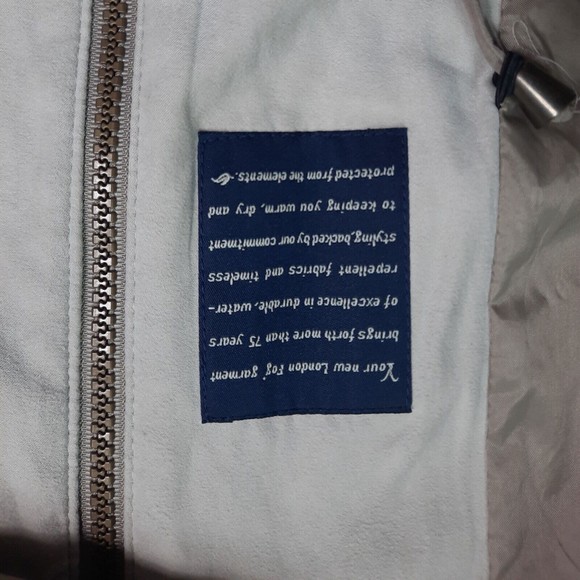 Your new London Fog® garment
brings forth more than 75 years
of excellence in durable, water-
repellent fabrics and timeless
styling, backed by our commitment
to keeping you warm, dry and
protected from the elements.